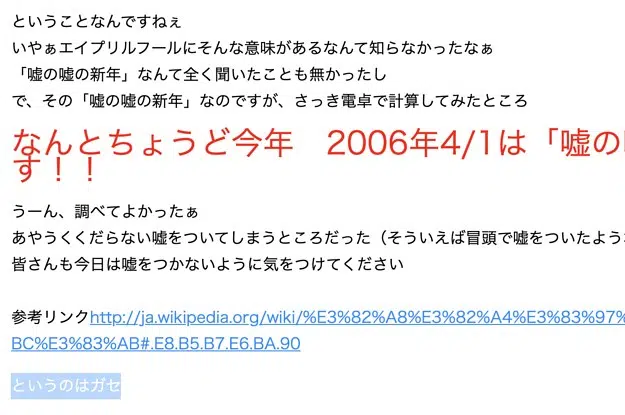 ということなんですねぇ
いやぁエイプリルフールにそんな意味があるなんて知らなかったなぁ
「嘘の嘘の新年」なんて全く聞いたことも無かったし
で、その「嘘の嘘の新年」なのですが、さっき電卓で計算してみたところ
なんとちょうど今年　2006年4/1は「嘘の
す！！
うーん、調べてよかったぁ
あやうくくだらない嘘をついてしまうところだった（そういえば冒頭で嘘をついたような
皆さんも今日は嘘をつかないように気をつけてください
参考リンクhttp://ja.wikipedia.org/wiki/%E3%82%A8%E3%82%A4%E3%83%97%
BC%E3%83%AB#.E8.B5.B7.E6.BA.90
というのはガセ